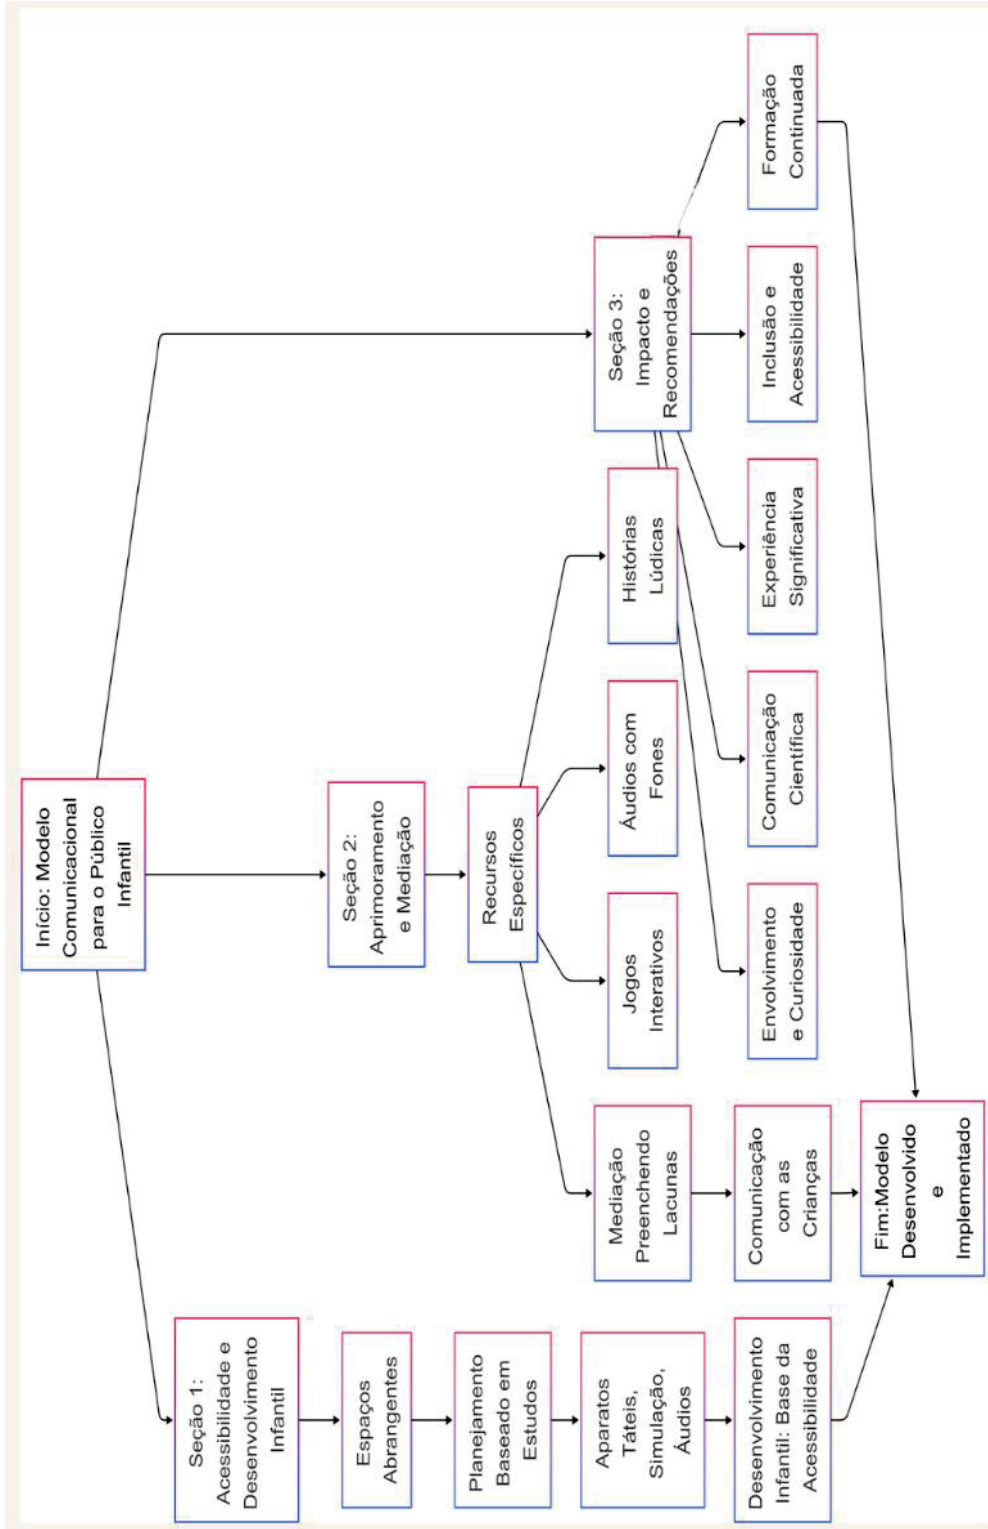 Início: Modelo
Comunicacional
para o Público
Infantil
Seção 1:
Acessibilidade e
Desenvolvimento
Infantil
Espaços
Abrangentes
Planejamento
Baseado em
Estudos
Aparatos
Táteis,
Simulação,
Áudios
Desenvolvimento
Infantil: Base da
Acessibilidade
Seção 2:
Aprimoramento
e Mediação
Recursos
Específicos
Mediação
Preenchendo
Lacunas
Comunicação
com as
Crianças
Jogos
Interativos
Áudios com
Fones
Histórias
Lúdicas
Seção 3:
Impacto e
Recomendações
Envolvimento
e Curiosidade
Comunicação
Científica
Experiência
Significativa
Inclusão e
Acessibilidade
Formação
Continuada
Fim:Modelo
Desenvolvido
e
Implementado